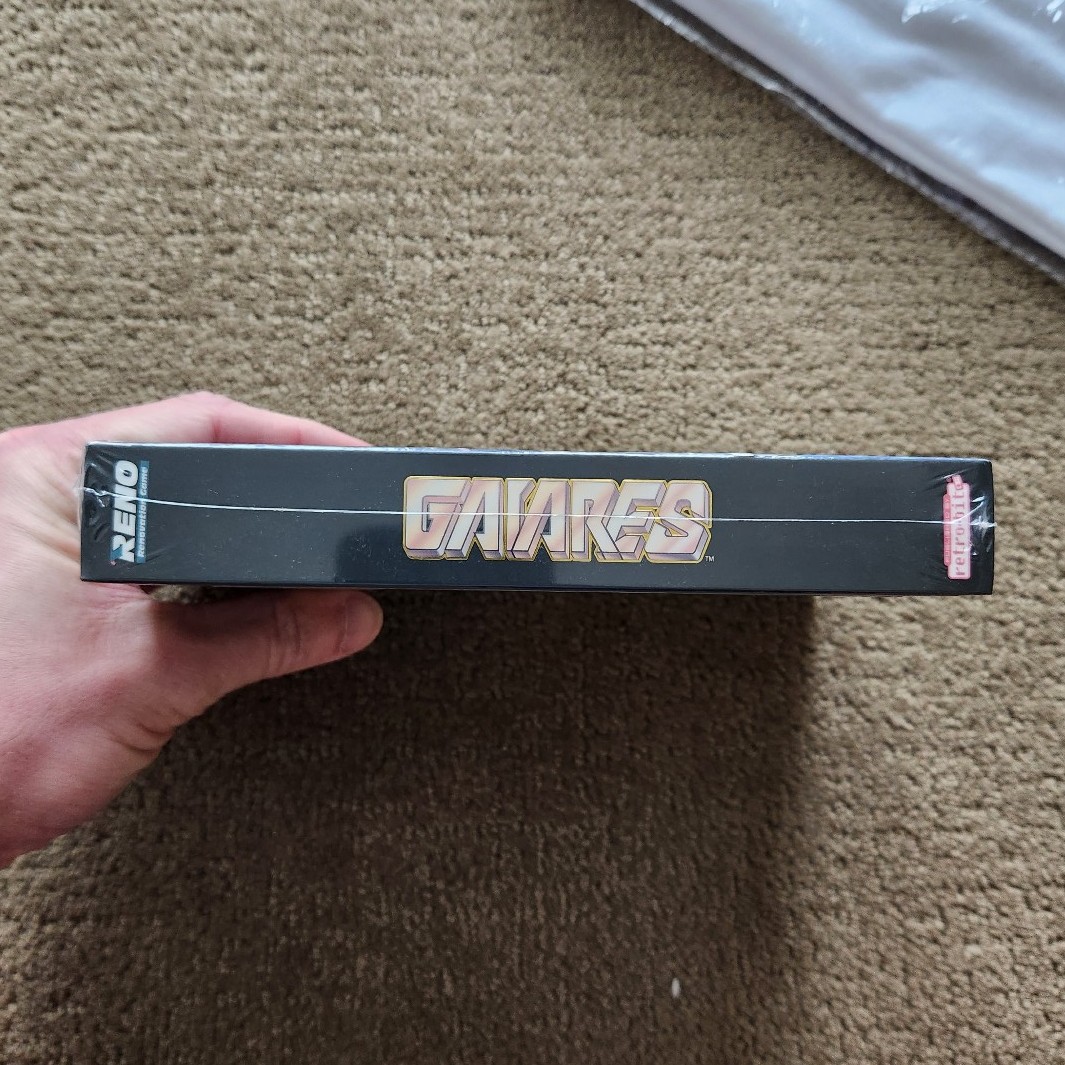 RENO
Renovation Game
GAIARES
™
retro-bit